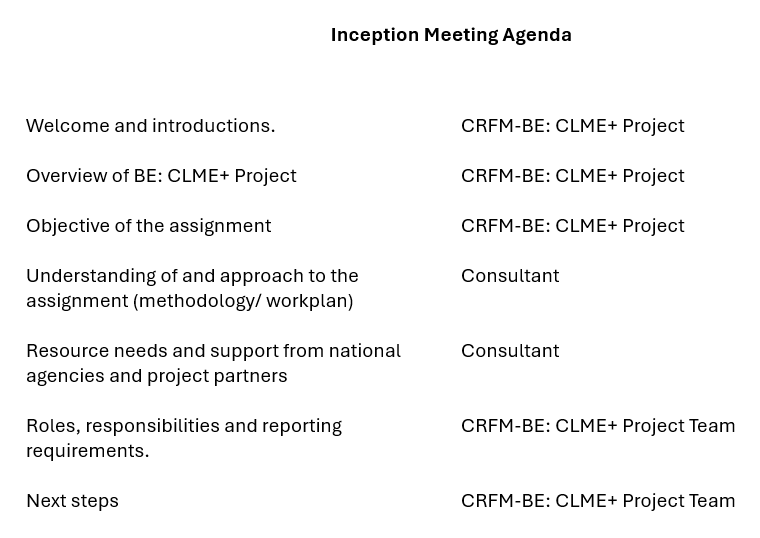 Inception Meeting Agenda
Welcome and introductions. CRFM-BE: CLME+ Project
Overview of BE: CLME+ Project CRFM-BE: CLME+ Project
Objective of the assignment CRFM-BE: CLME+ Project
Understanding of and approach to the Consultant
assignment (methodology/ workplan)
Resource needs and support from national Consultant
agencies and project partners
Roles, responsibilities and reporting CRFM-BE: CLME+ Project Team
requirements.
Next steps CRFM-BE: CLME+ Project Team